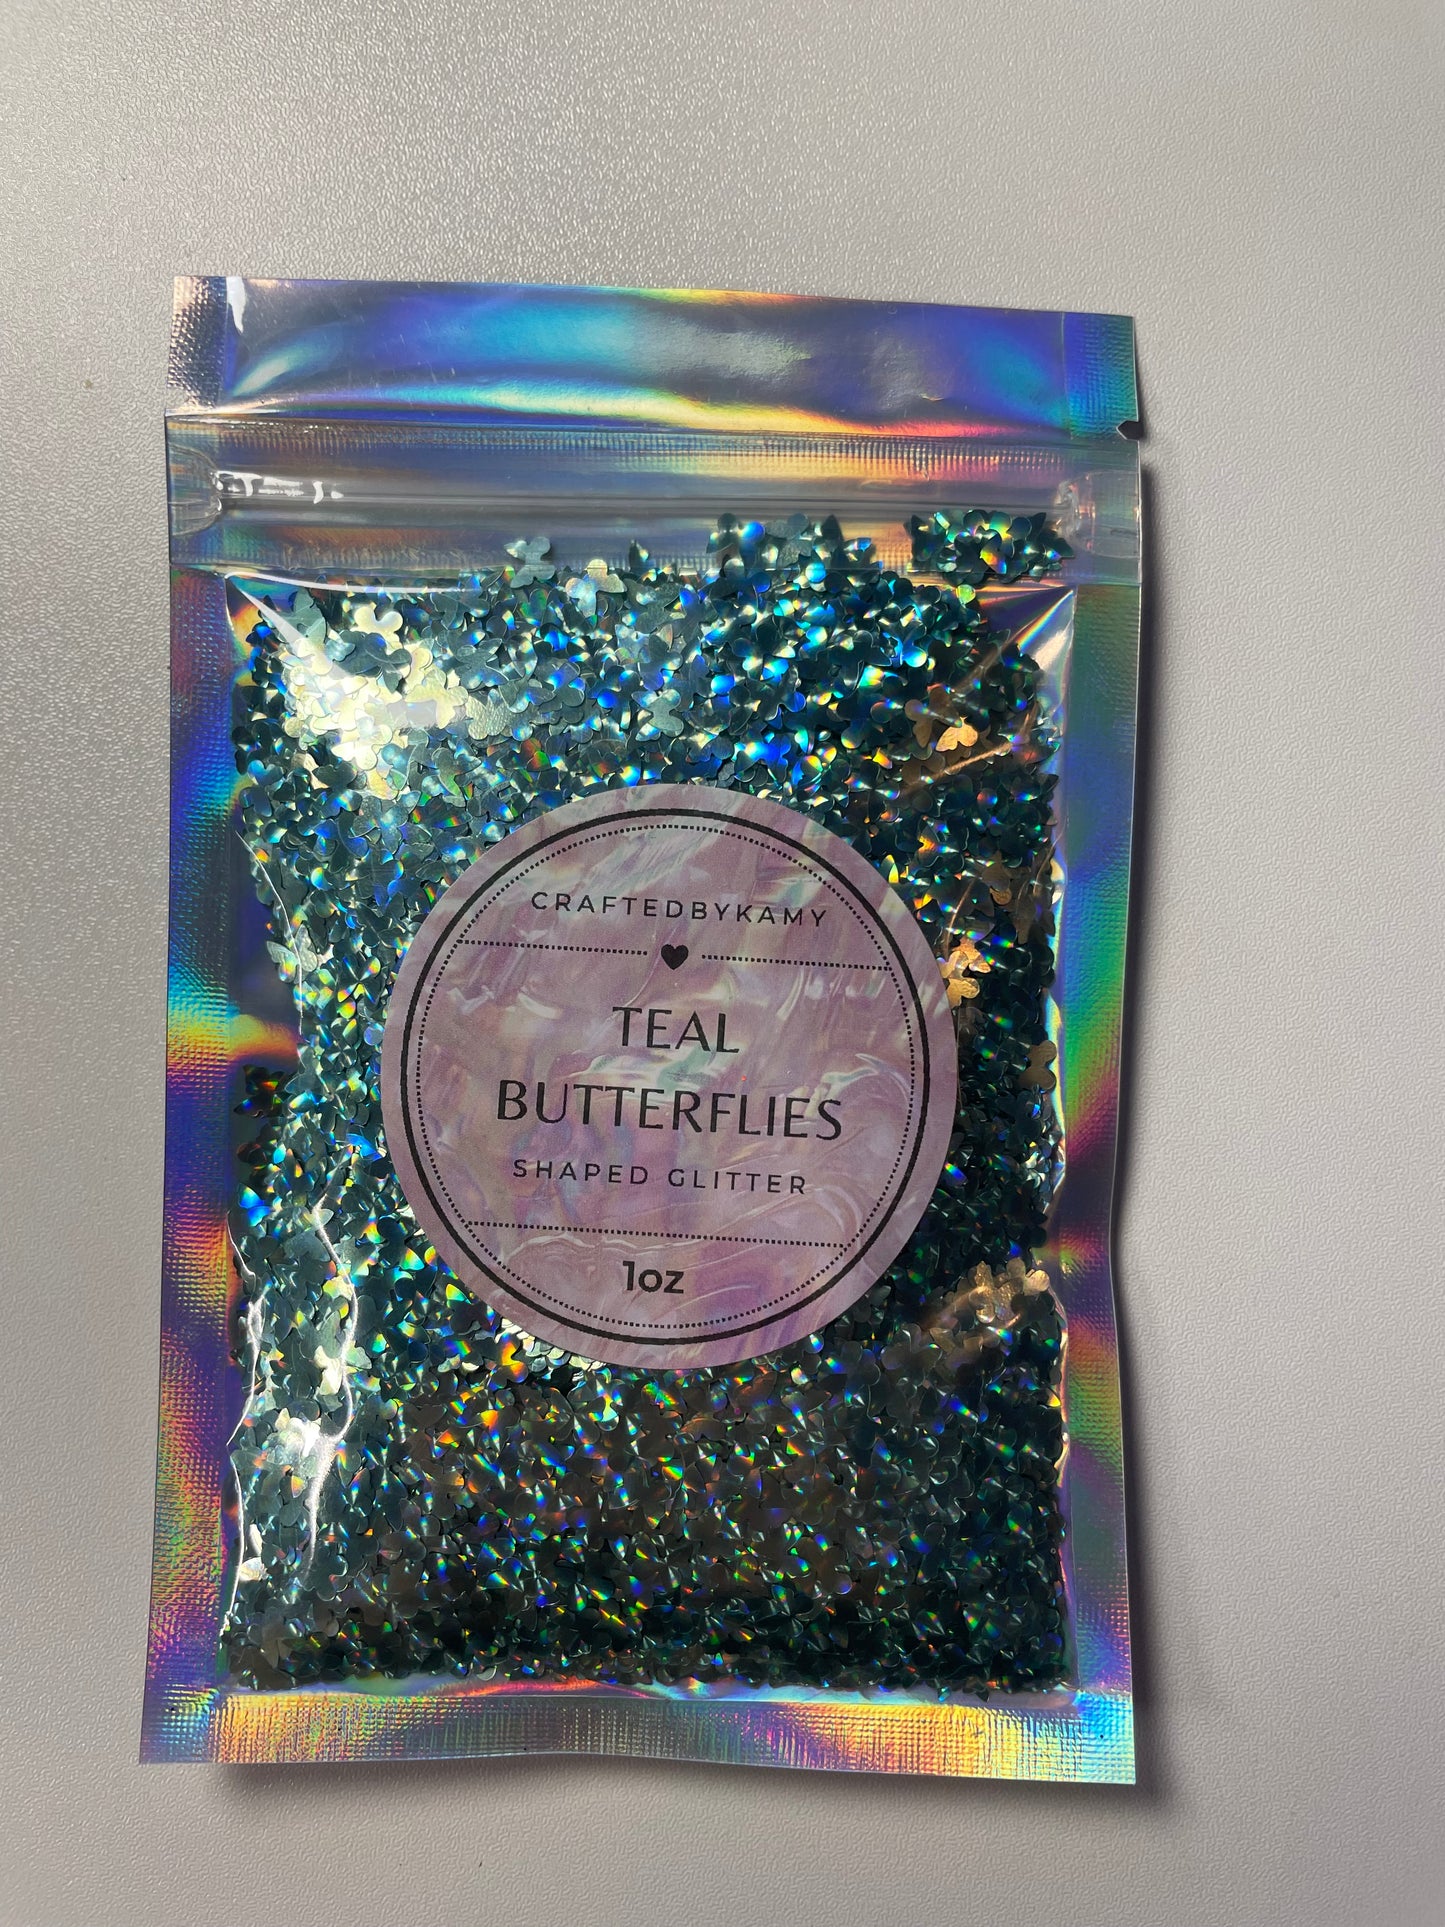 CRAFTEDBYKAMY
TEAL
BUTTERFLIES
SHAPED GLITTER
1oz